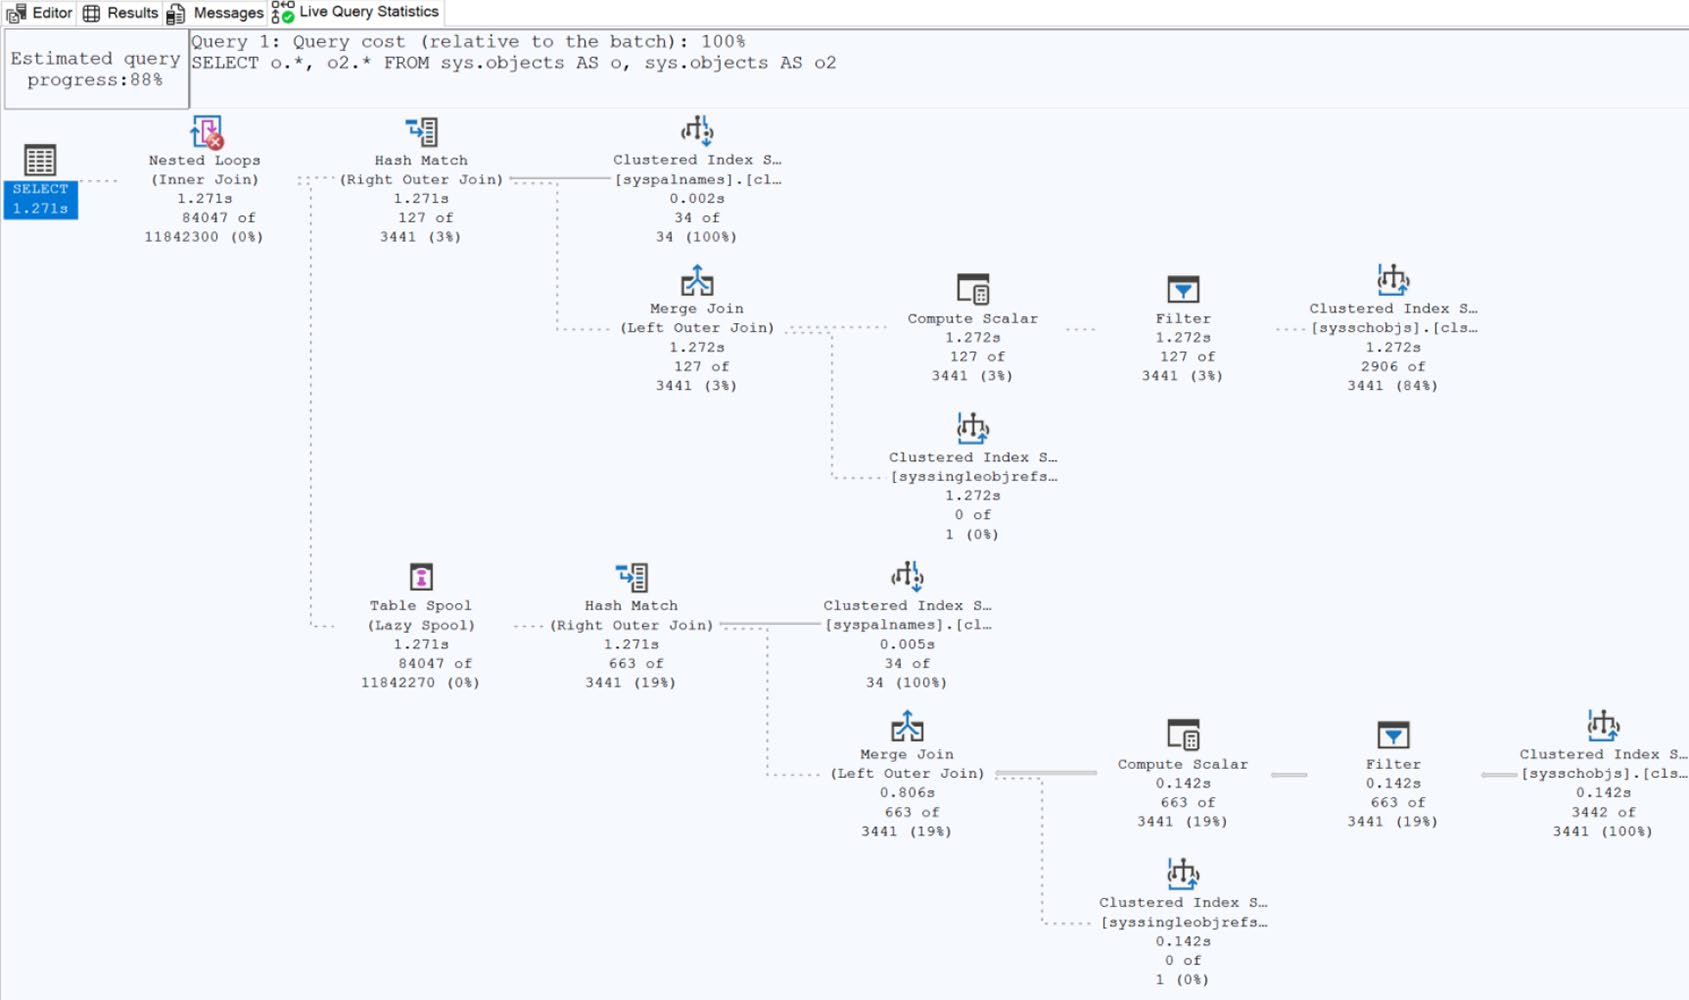 Editor Results Messages Live Query Statistics
Estimated query
progress:88%
Query 1: Query cost (relative to the batch): 100%
SELECT o.*, o2.* FROM sys.objects AS o, sys.objects AS o2
SELECT
1.271s
Nested Loops
(Inner Join)
1.271s
84047 of
11842300 (0%)
Hash Match
(Right Outer Join)
1.271s
127 of
3441 (3%)
Clustered Index S…
[syspalnames].[cl…
0.002s
34 of
34 (100%)
Merge Join
(Left Outer Join)
1.272s
127 of
3441 (3%)
Compute Scalar
1.272s
127 of
3441 (3%)
Filter
1.272s
127 of
3441 (3%)
Clustered Index S…
[sysschobjs].[cls…
1.272s
2906 of
3441 (84%)
Clustered Index S…
[syssingleobjrefs…
1.272s
0 of
1 (0%)
Table Spool
(Lazy Spool)
1.271s
84047 of
11842270 (0%)
Hash Match
(Right Outer Join)
1.271s
663 of
3441 (19%)
Clustered Index S…
[syspalnames].[cl…
0.005s
34 of
34 (100%)
Merge Join
(Left Outer Join)
0.806s
663 of
3441 (19%)
Compute Scalar
0.142s
663 of
3441 (19%)
Filter
0.142s
663 of
3441 (19%)
Clustered Index S…
[sysschobjs].[cls…
0.142s
3442 of
3441 (100%)
Clustered Index S…
[syssingleobjrefs…
0.142s
0 of
1 (0%)